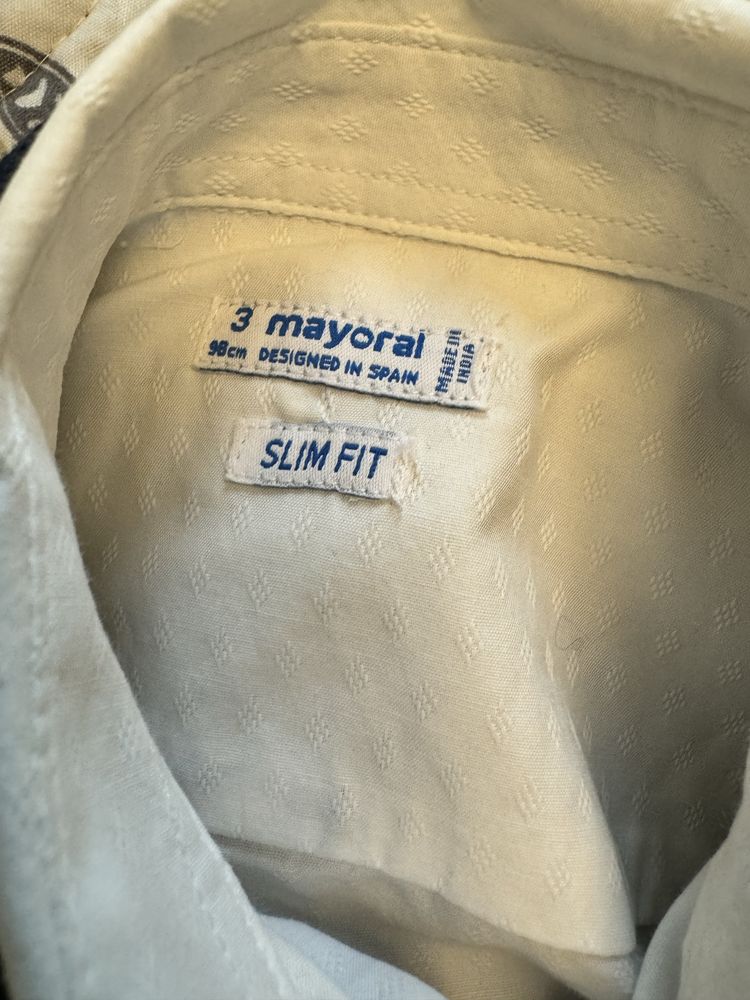 3 mayoral
98cm DESIGNED IN SPAIN
MADE IN
INDIA
SLIM FIT